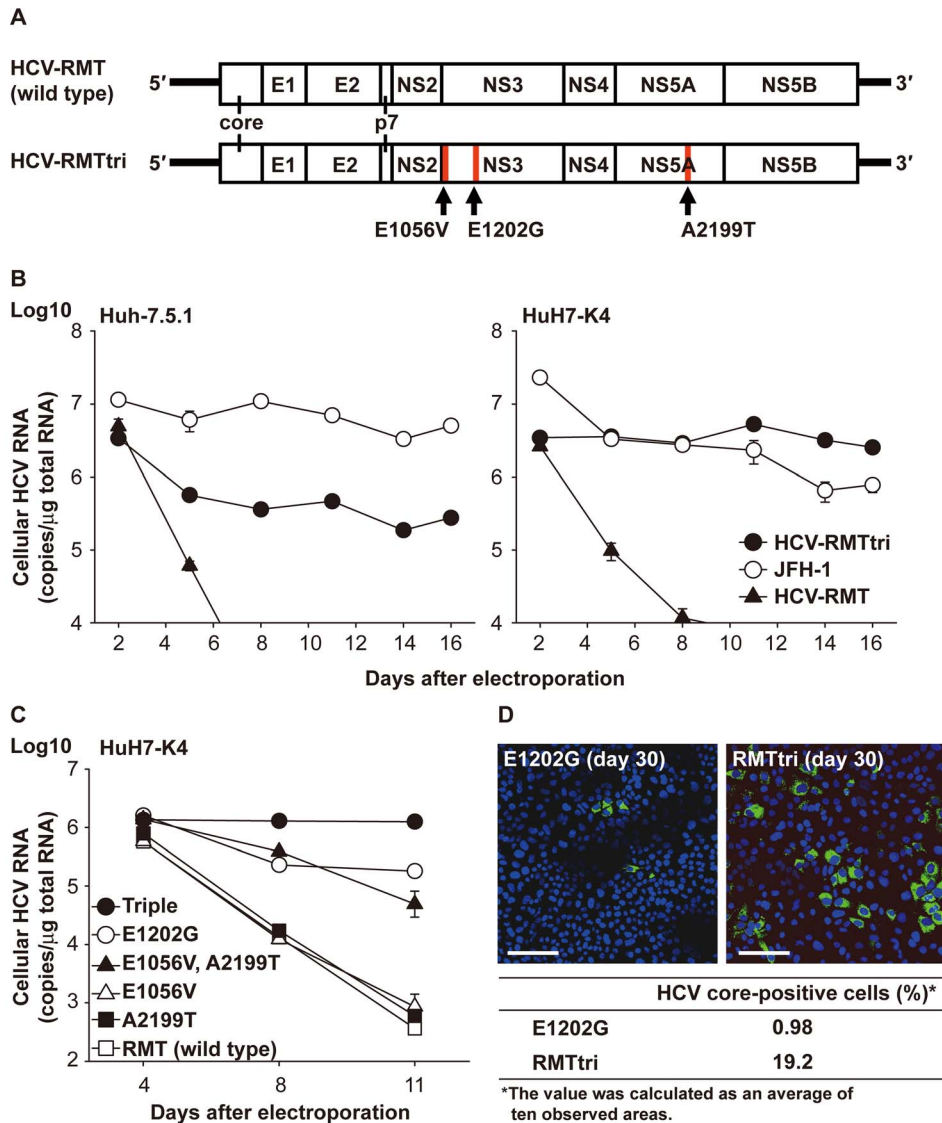 A
HCV-RMT
(wild type)
5′
E1
E2
NS2
NS3
NS4
NS5A
NS5B
3′
core
p7
HCV-RMTtri
5′
E1
E2
NS2
NS3
NS4
NS5A
NS5B
3′
E1056V
E1202G
A2199T
B
Log10
Huh-7.5.1
HuH7-K4
Cellular HCV RNA
(copies/µg total RNA)
8
7
6
5
4
2 4 6 8 10 12 14 16
8
7
6
5
4
2 4 6 8 10 12 14 16
HCV-RMTtri
JFH-1
HCV-RMT
Days after electroporation
C
Log10
HuH7-K4
Cellular HCV RNA
(copies/µg total RNA)
7
6
5
4
3
2
Triple
E1202G
E1056V, A2199T
E1056V
A2199T
RMT (wild type)
4 8 11
Days after electroporation
D
E1202G (day 30)
RMTtri (day 30)
HCV core-positive cells (%)*
E1202G 0.98
RMTtri 19.2
*The value was calculated as an average of
ten observed areas.